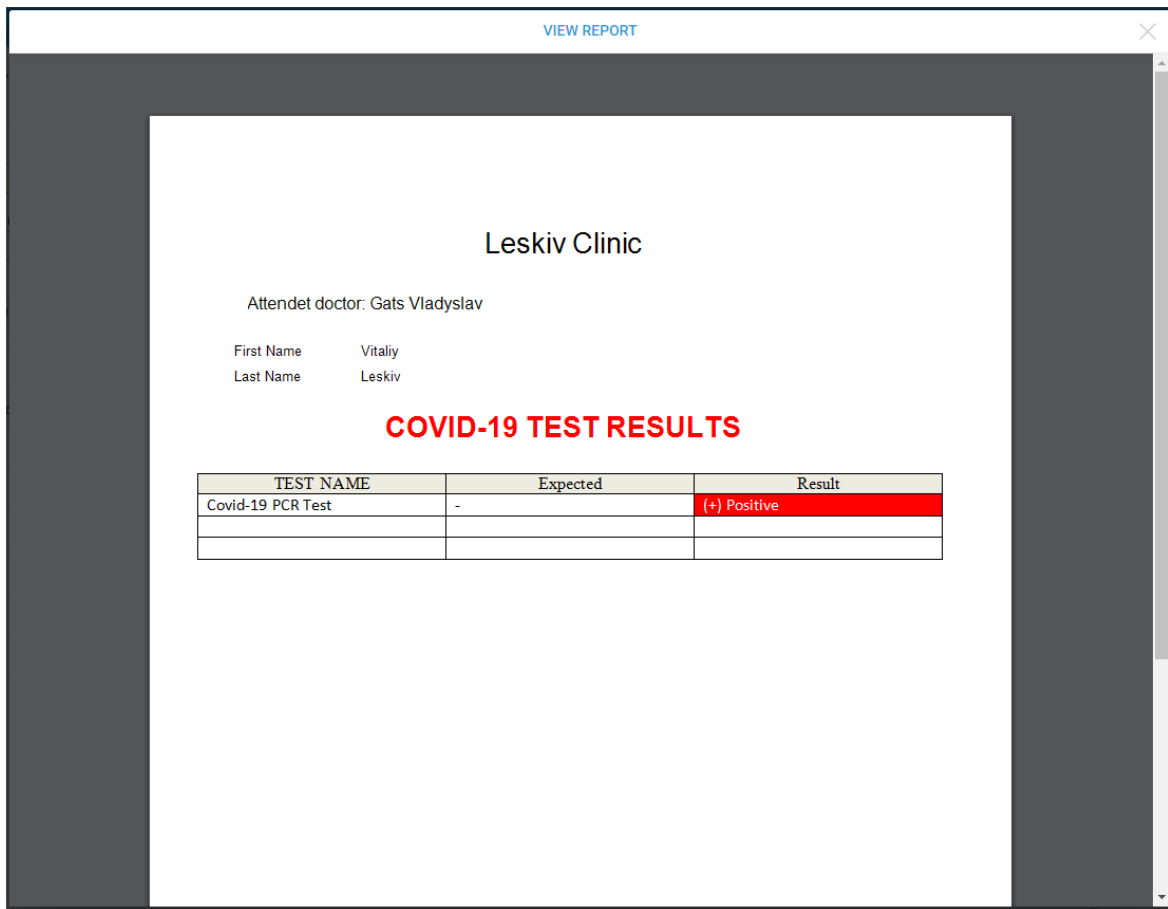 VIEW REPORT
Leskiv Clinic
Attendet doctor: Gats Vladyslav
First Name Vitaliy
Last Name Leskiv
COVID-19 TEST RESULTS
TEST NAME Expected Result
Covid-19 PCR Test - (+) Positive